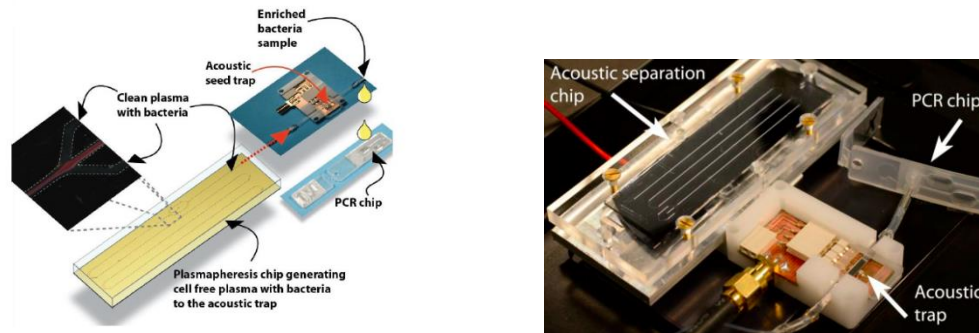 Enriched
bacteria
sample
Acoustic
seed trap
Clean plasma
with bacteria
PCR chip
Plasmapheresis chip generating
cell free plasma with bacteria
to the acoustic trap
Acoustic separation
chip
PCR chip
Acoustic
trap